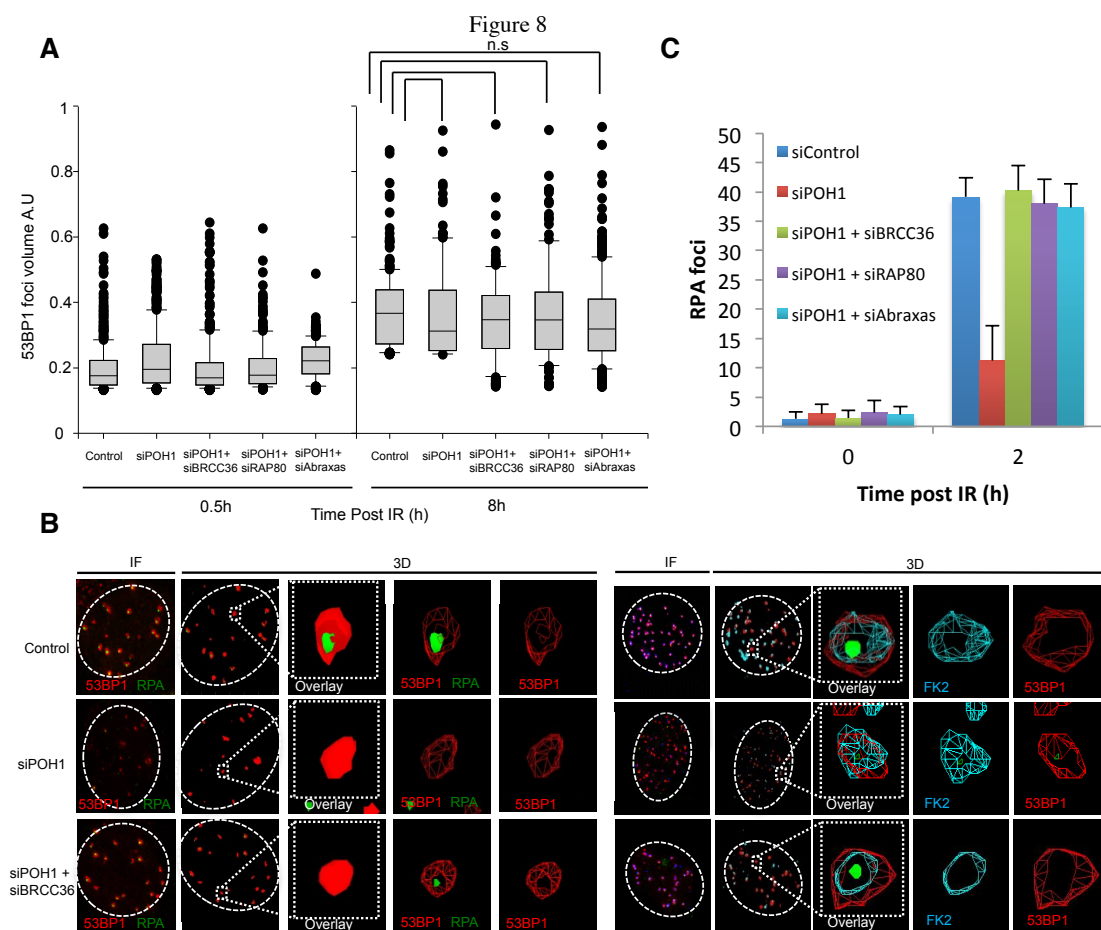 Figure 8
A
n.s
53BP1 foci volume A.U
1
0.8
0.6
0.4
0.2
0
Control
siPOH1
siPOH1+
siBRCC36
siPOH1+
siRAP80
siPOH1+
siAbraxas
Control
siPOH1
siPOH1+
siBRCC36
siPOH1+
siRAP80
siPOH1+
siAbraxas
0.5h
8h
Time Post IR (h)
C
RPA foci
50
45
40
35
30
25
20
15
10
5
0
siControl
siPOH1
siPOH1 + siBRCC36
siPOH1 + siRAP80
siPOH1 + siAbraxas
0
2
Time post IR (h)
B
IF
3D
IF
3D
Control
53BP1 RPA
Overlay
53BP1 RPA
53BP1
Overlay
FK2
53BP1
siPOH1
53BP1 RPA
Overlay
53BP1 RPA
53BP1
Overlay
FK2
53BP1
siPOH1 +
siBRCC36
53BP1 RPA
Overlay
53BP1 RPA
53BP1
Overlay
FK2
53BP1